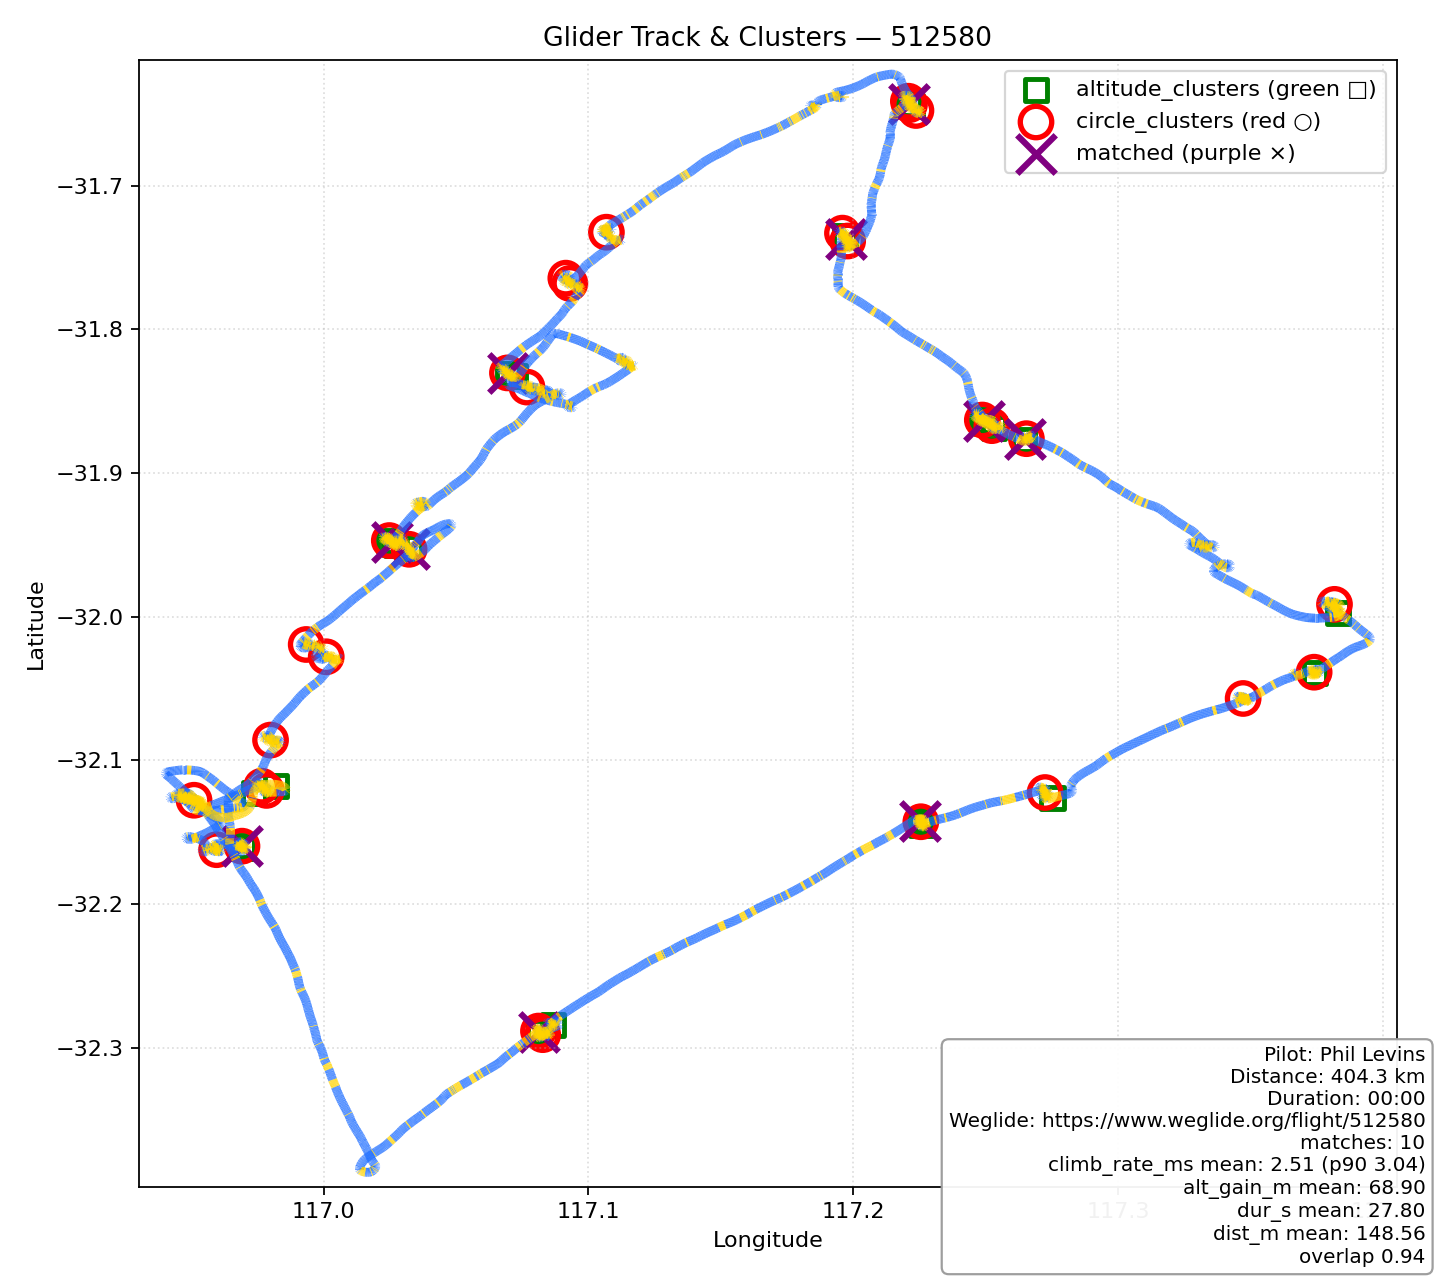 Glider Track & Clusters — 512580
altitude_clusters (green □)
circle_clusters (red ○)
matched (purple ×)
−31.7
−31.8
−31.9
−32.0
−32.1
−32.2
−32.3
Latitude
117.0
117.1
117.2
117.3
Longitude
Pilot: Phil Levins
Distance: 404.3 km
Duration: 00:00
Weglide: https://www.weglide.org/flight/512580
matches: 10
climb_rate_ms mean: 2.51 (p90 3.04)
alt_gain_m mean: 68.90
dur_s mean: 27.80
dist_m mean: 148.56
overlap 0.94